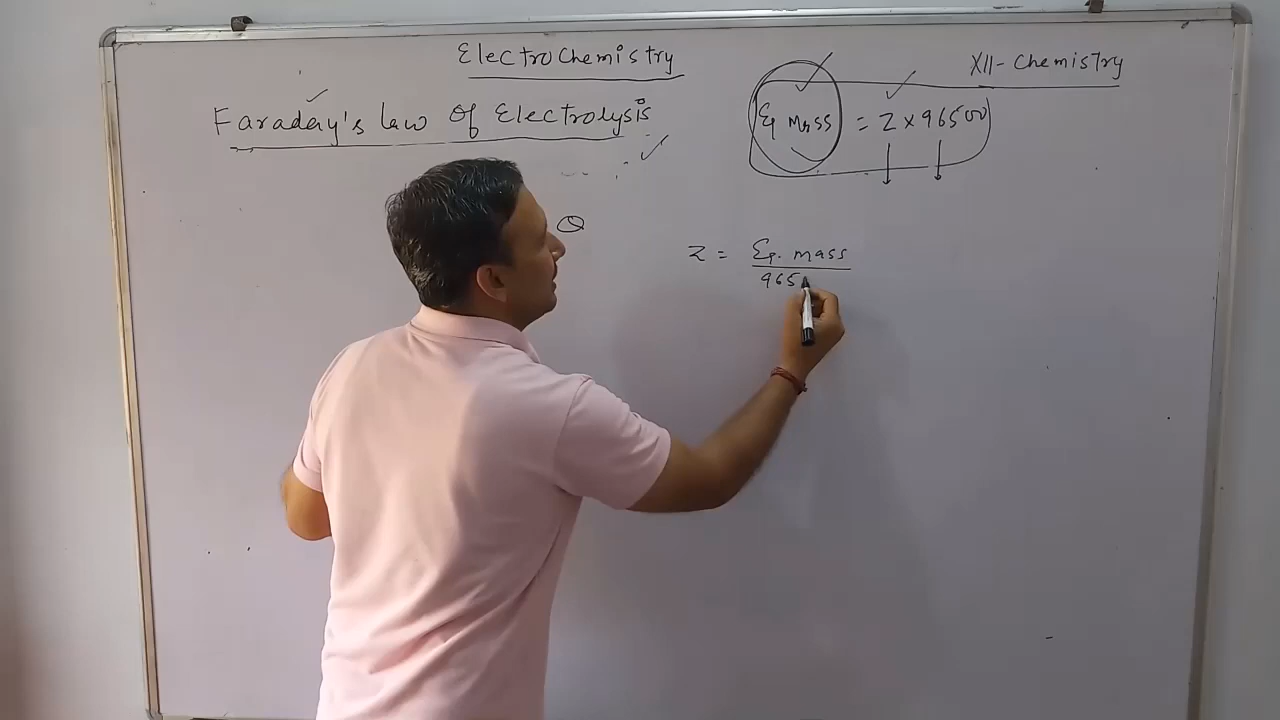 Electrochemistry
XII- Chemistry
Faraday's law of Electrolysis
Eq Mass = Z × 96500
Q
Z = Eq. mass
965